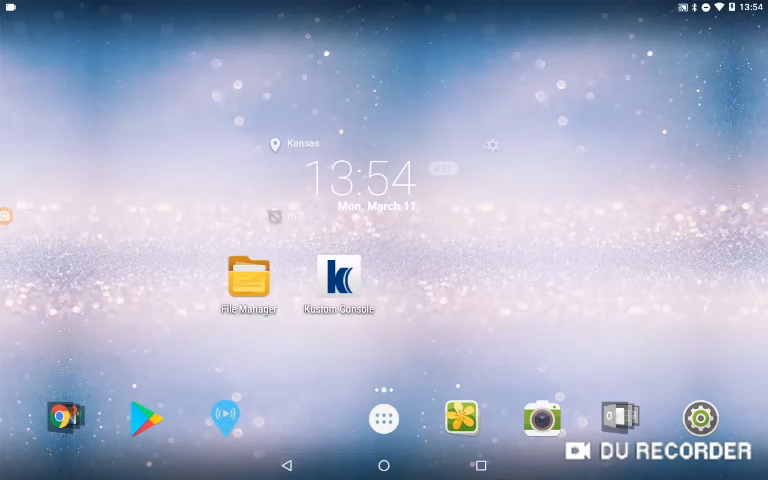 13:54
Kansas
13:54
Mon, March 11
File Manager
Kustom Console
DU RECORDER